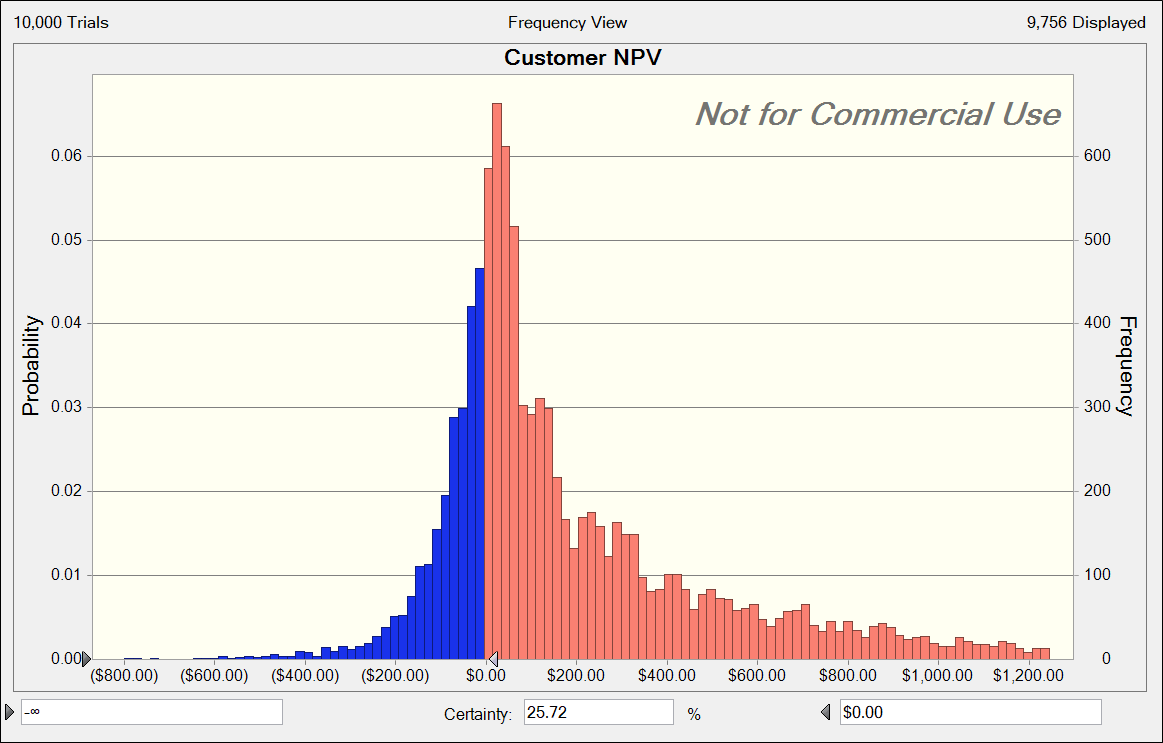 10,000 Trials Frequency View 9,756 Displayed
Customer NPV
Not for Commercial Use
0.06 600
0.05 500
0.04 400
0.03 300
0.02 200
0.01 100
0.00 0
Probability
Frequency
($800.00) ($600.00) ($400.00) ($200.00) $0.00 $200.00 $400.00 $600.00 $800.00 $1,000.00 $1,200.00
-∞ Certainty: 25.72 % $0.00